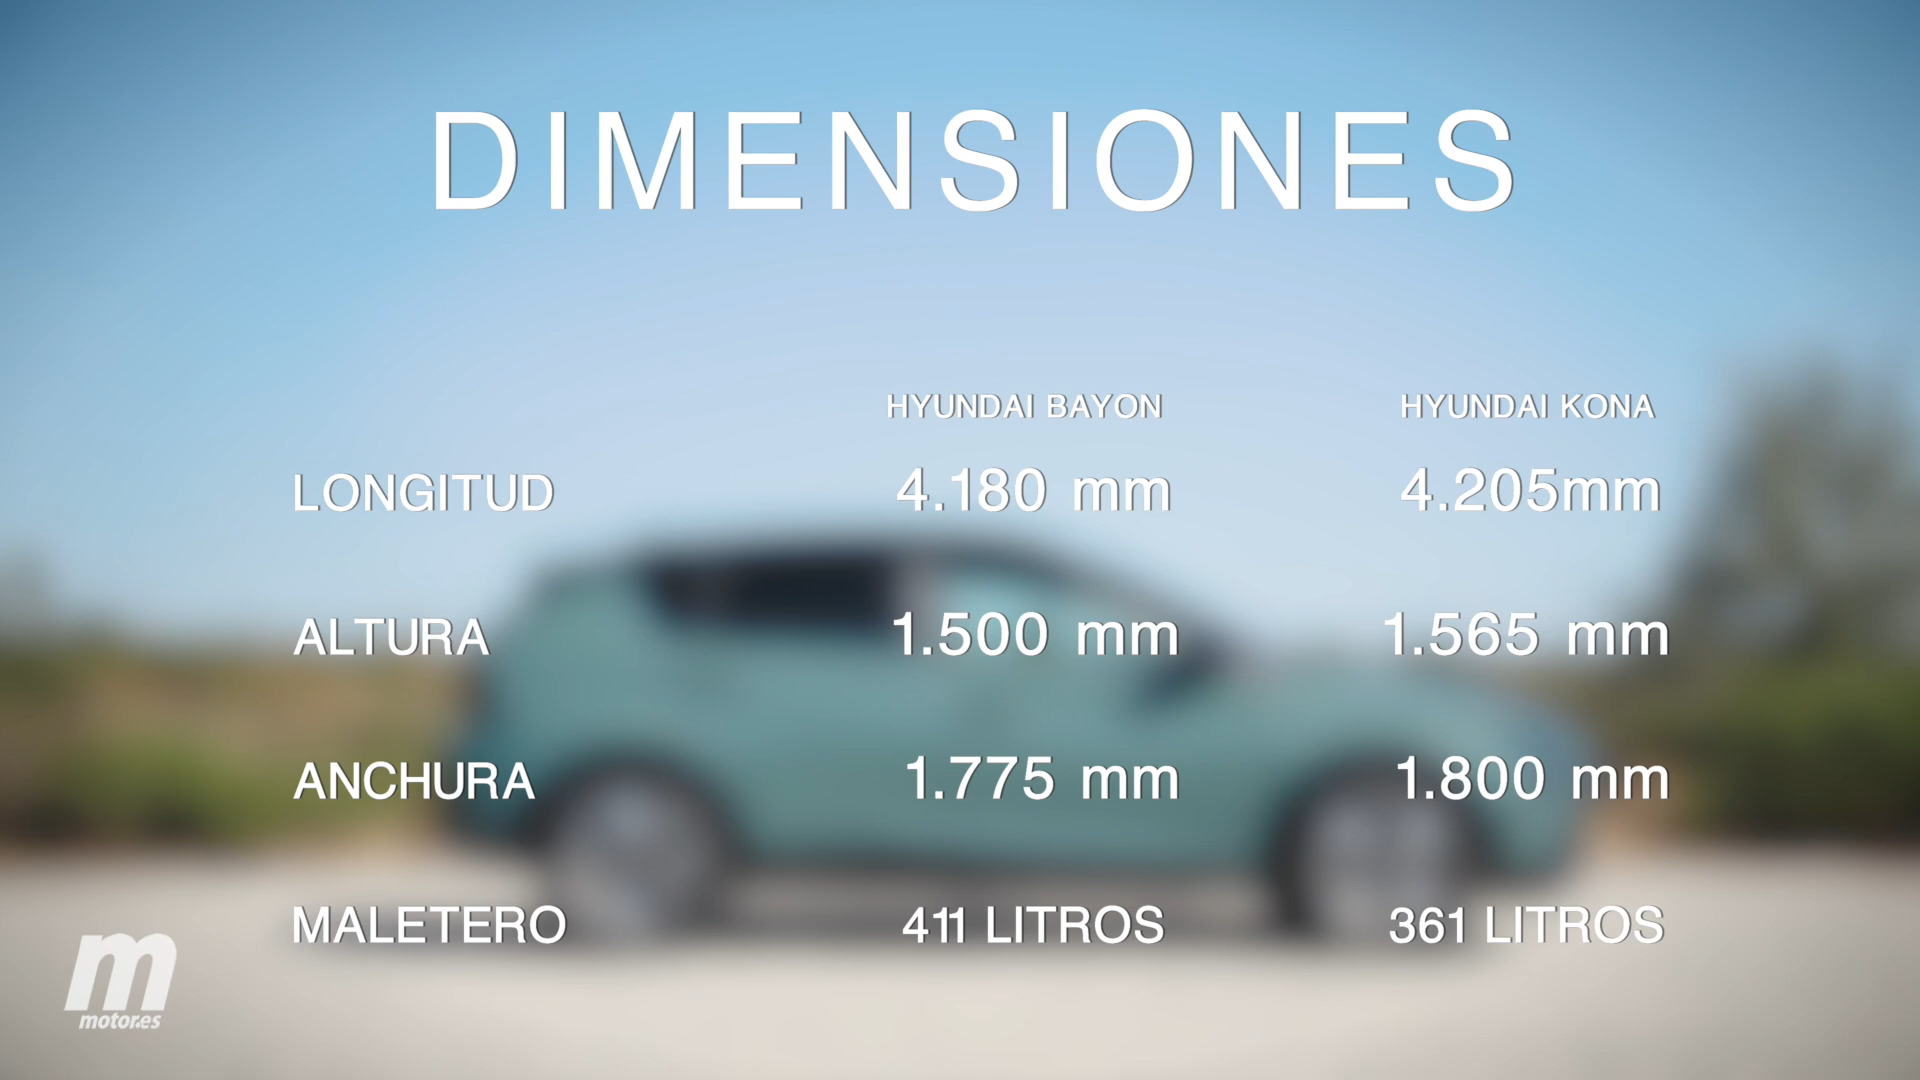 DIMENSIONES
HYUNDAI BAYON HYUNDAI KONA
LONGITUD 4.180 mm 4.205mm
ALTURA 1.500 mm 1.565 mm
ANCHURA 1.775 mm 1.800 mm
MALETERO 411 LITROS 361 LITROS
m
motor.es